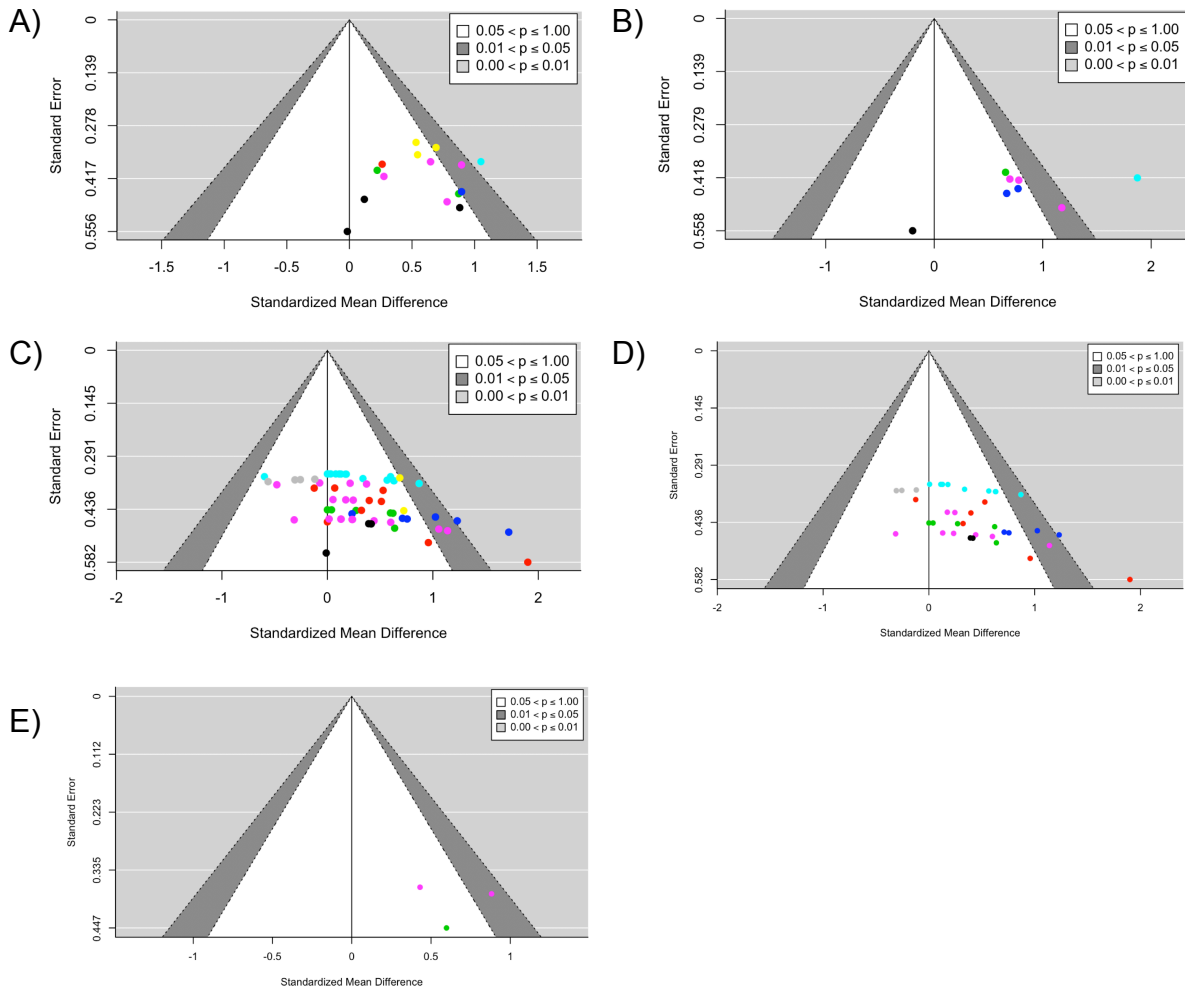 A)
0.05 < p ≤ 1.00
0.01 < p ≤ 0.05
0.00 < p ≤ 0.01
Standard Error
0
0.139
0.278
0.417
0.556
-1.5
-1
-0.5
0
0.5
1
1.5
Standardized Mean Difference
B)
0.05 < p ≤ 1.00
0.01 < p ≤ 0.05
0.00 < p ≤ 0.01
Standard Error
0
0.139
0.279
0.418
0.558
-1
0
1
2
Standardized Mean Difference
C)
0.05 < p ≤ 1.00
0.01 < p ≤ 0.05
0.00 < p ≤ 0.01
Standard Error
0
0.145
0.291
0.436
0.582
-2
-1
0
1
2
Standardized Mean Difference
D)
0.05 < p ≤ 1.00
0.01 < p ≤ 0.05
0.00 < p ≤ 0.01
Standard Error
0
0.145
0.291
0.436
0.582
-2
-1
0
1
2
Standardized Mean Difference
E)
0.05 < p ≤ 1.00
0.01 < p ≤ 0.05
0.00 < p ≤ 0.01
Standard Error
0
0.112
0.223
0.335
0.447
-1
-0.5
0
0.5
1
Standardized Mean Difference